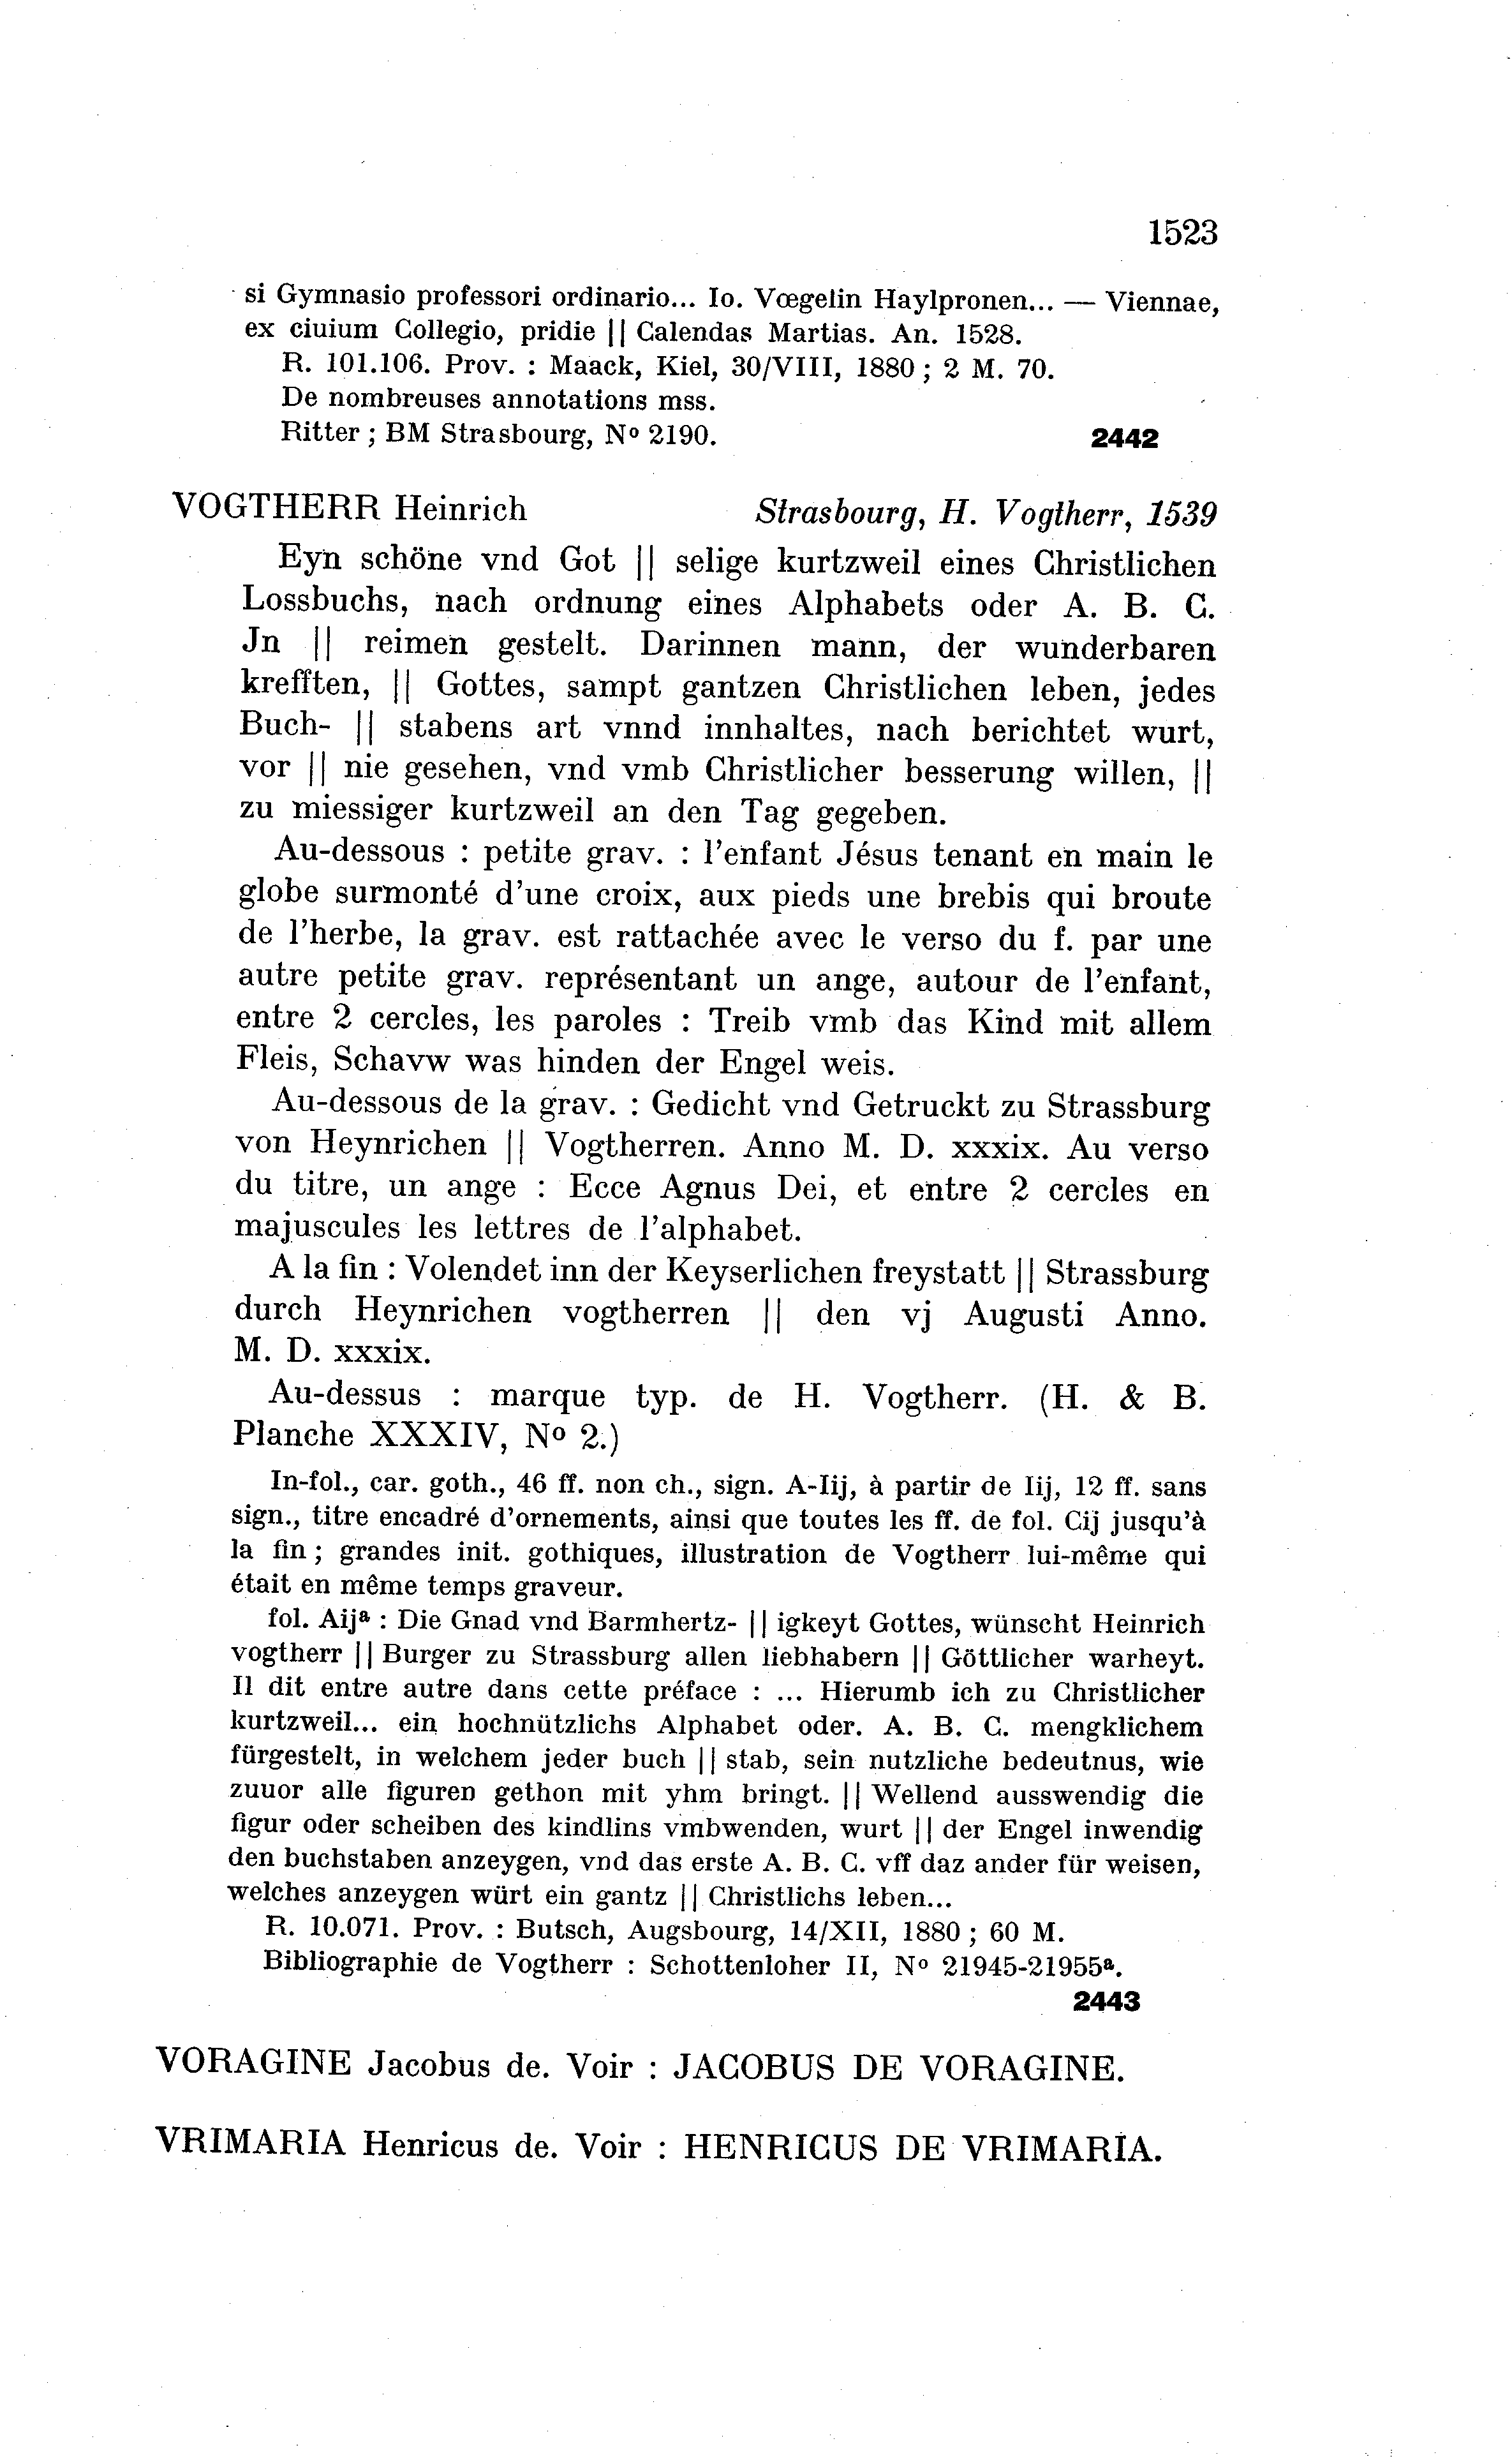 1523
si Gymnasio professori ordinario... Io. Vœgelin Haylpronen... — Viennae,
ex ciuium Collegio, pridie || Calendas Martias. An. 1528.
R. 101.106. Prov. : Maack, Kiel, 30/VIII, 1880 ; 2 M. 70.
De nombreuses annotations mss.
Ritter ; BM Strasbourg, Nº 2190. 2442
VOGTHERR Heinrich Strasbourg, H. Vogtherr, 1539
Eyn schöne vnd Got || selige kurtzweil eines Christlichen
Lossbuchs, nach ordnung eines Alphabets oder A. B. C.
Jn || reimen gestelt. Darinnen mann, der wunderbaren
krefften, || Gottes, sampt gantzen Christlichen leben, jedes
Buch- || stabens art vnnd innhaltes, nach berichtet wurt,
vor || nie gesehen, vnd vmb Christlicher besserung willen, ||
zu miessiger kurtzweil an den Tag gegeben.
Au-dessous : petite grav. : l'enfant Jésus tenant en main le
globe surmonté d'une croix, aux pieds une brebis qui broute
de l'herbe, la grav. est rattachée avec le verso du f. par une
autre petite grav. représentant un ange, autour de l'enfant,
entre 2 cercles, les paroles : Treib vmb das Kind mit allem
Fleis, Schavw was hinden der Engel weis.
Au-dessous de la grav. : Gedicht vnd Getruckt zu Strassburg
von Heynrichen || Vogtherren. Anno M. D. xxxix. Au verso
du titre, un ange : Ecce Agnus Dei, et entre 2 cercles en
majuscules les lettres de l'alphabet.
A la fin : Volendet inn der Keyserlichen freystatt || Strassburg
durch Heynrichen vogtherren || den vj Augusti Anno.
M. D. xxxix.
Au-dessus : marque typ. de H. Vogtherr. (H. & B.
Planche XXXIV, Nº 2.)
In-fol., car. goth., 46 ff. non ch., sign. A-Iij, à partir de Iij, 12 ff. sans
sign., titre encadré d'ornements, ainsi que toutes les ff. de fol. Cij jusqu'à
la fin ; grandes init. gothiques, illustration de Vogtherr lui-même qui
était en même temps graveur.
fol. Aijª : Die Gnad vnd Barmhertz- || igkeyt Gottes, wünscht Heinrich
vogtherr || Burger zu Strassburg allen liebhabern || Göttlicher warheyt.
Il dit entre autre dans cette préface : ... Hierumb ich zu Christlicher
kurtzweil... ein hochnützlichs Alphabet oder. A. B. C. mengklichem
fürgestelt, in welchem jeder buch || stab, sein nutzliche bedeutnus, wie
zuuor alle figuren gethon mit yhm bringt. || Wellend ausswendig die
figur oder scheiben des kindlins vmbwenden, wurt || der Engel inwendig
den buchstaben anzeygen, vnd das erste A. B. C. vff daz ander für weisen,
welches anzeygen würt ein gantz || Christlichs leben...
R. 10.071. Prov. : Butsch, Augsbourg, 14/XII, 1880 ; 60 M.
Bibliographie de Vogtherr : Schottenloher II, Nº 21945-21955ª.
2443
VORAGINE Jacobus de. Voir : JACOBUS DE VORAGINE.
VRIMARIA Henricus de. Voir : HENRICUS DE VRIMARIA.